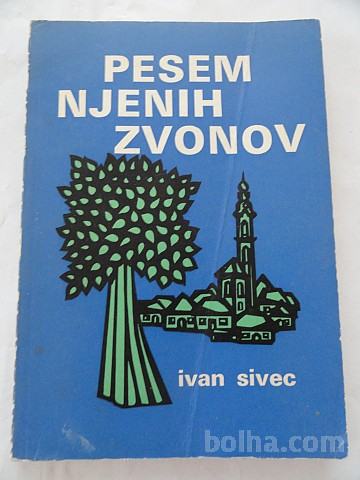 PESEM
NJENIH
ZVONOV
ivan sivec
bolha.com